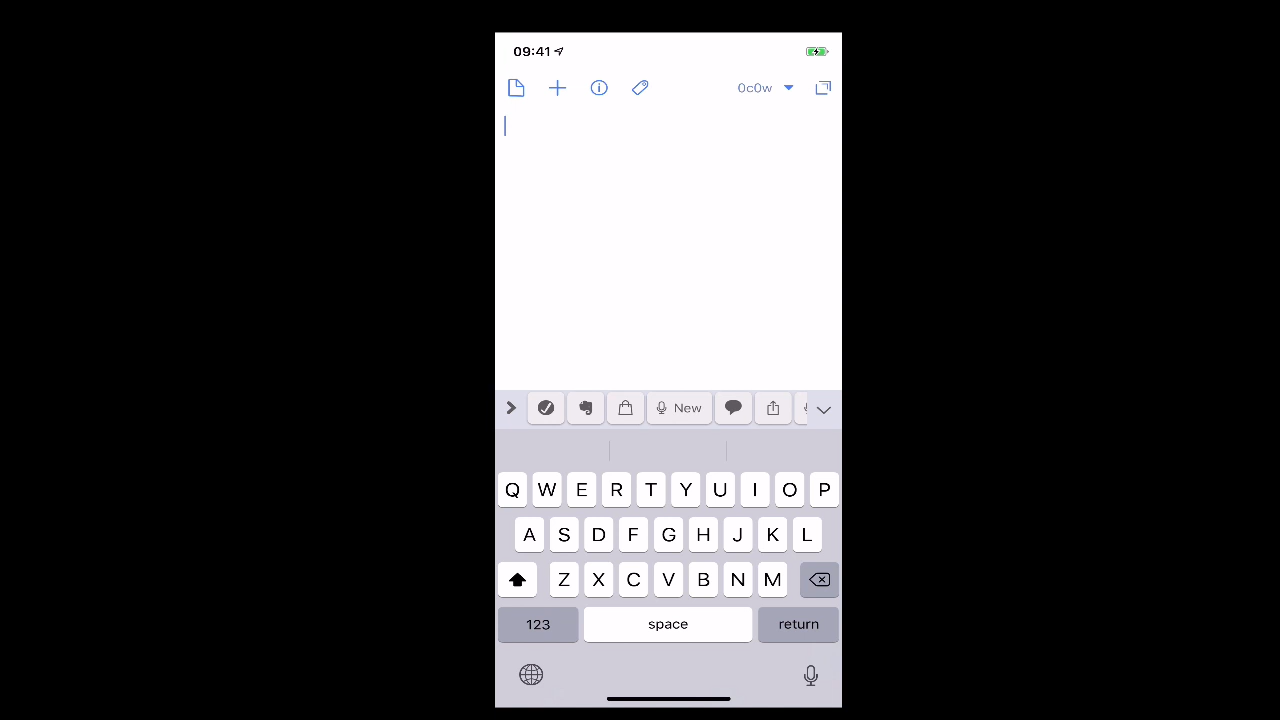 09:41
0c0w
New
Q W E R T Y U I O P
A S D F G H J K L
Z X C V B N M
123 space return